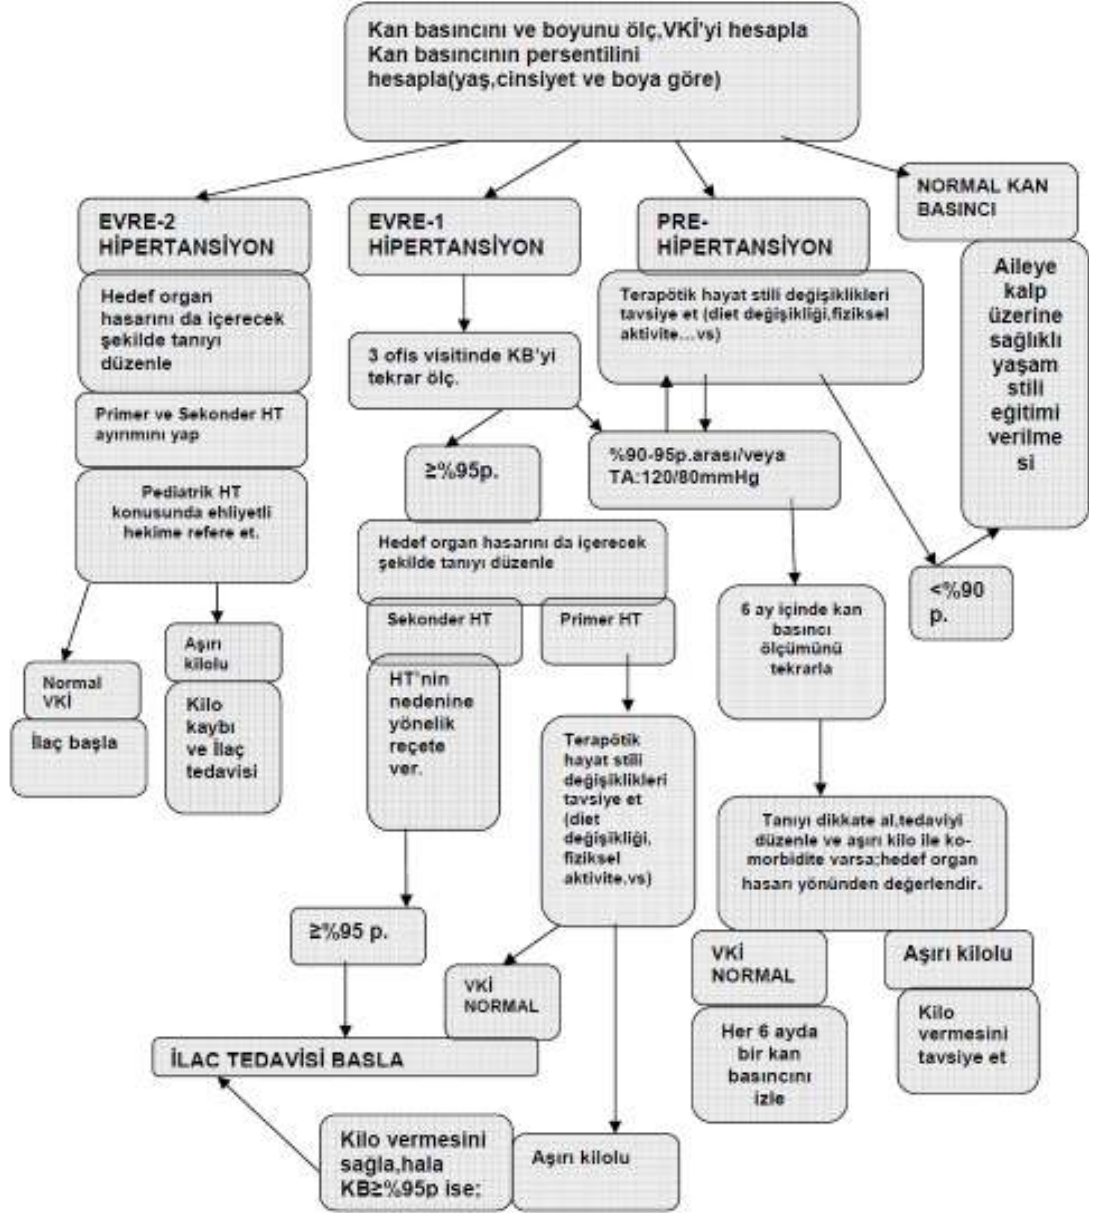 Kan basıncını ve boyunu ölç,VKİ'yi hesapla
Kan basıncının persentilini
hesapla(yaş,cinsiyet ve boya göre)
EVRE-2
HİPERTANSİYON
Hedef organ
hasarını da içerecek
şekilde tanıyı
düzenle
Primer ve Sekonder HT
ayırımını yap
Pediatrik HT
konusunda ehliyetli
hekime refere et.
Normal
VKİ
İlaç başla
Aşırı
kilolu
Kilo
kaybı
ve İlaç
tedavisi
EVRE-1
HİPERTANSİYON
3 ofis visitinde KB'yi
tekrar ölç.
≥%95p.
Hedef organ hasarını da içerecek
şekilde tanıyı düzenle
Sekonder HT
HT'nin
nedenine
yönelik
reçete
ver.
≥%95 p.
Primer HT
Terapötik
hayat stili
değişiklikleri
tavsiye et
(diet
değişikliği,
fiziksel
aktivite,vs)
VKİ
NORMAL
İLAC TEDAVİSİ BASLA
Kilo vermesini
sağla,hala
KB≥%95p ise;
Aşırı kilolu
PRE-
HİPERTANSİYON
Terapötik hayat stili değişiklikleri
tavsiye et (diet değişikliği,fiziksel
aktivite...vs)
%90-95p.arası/veya
TA:120/80mmHg
6 ay içinde kan
basıncı
ölçümünü
tekrarla
Tanıyı dikkate al,tedaviyi
düzenle ve aşırı kilo ile ko-
morbidite varsa;hedef organ
hasarı yönünden değerlendir.
VKİ
NORMAL
Her 6 ayda
bir kan
basıncını
izle
Aşırı kilolu
Kilo
vermesini
tavsiye et
NORMAL KAN
BASINCI
Aileye
kalp
üzerine
sağlıklı
yaşam
stili
eğitimi
verilme
si
<%90
p.